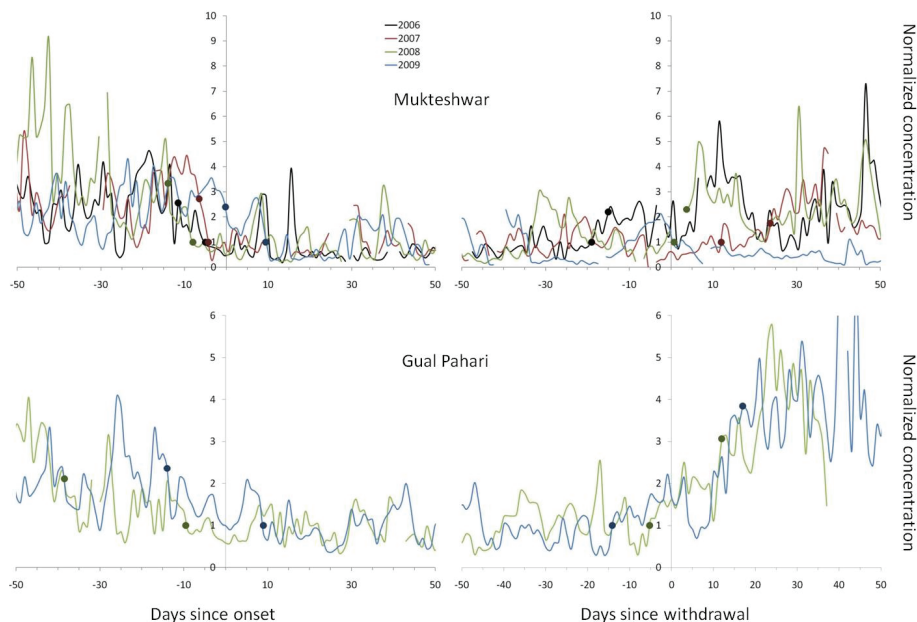 10 10
2006
9 9
2007
2008
8 8
2009
7 7
Mukteshwar
6 6
5 5
4 4
3 3
2 2
1 1
0 0
-50 -30 -10 10 30 50 -50 -30 -10 10 30 50
Normalized concentration
6 6
5 5
Gual Pahari
4 4
3 3
2 2
1 1
0 0
-50 -30 -10 10 30 50 -50 -40 -30 -20 -10 0 10 20 30 40 50
Normalized concentration
Days since onset
Days since withdrawal